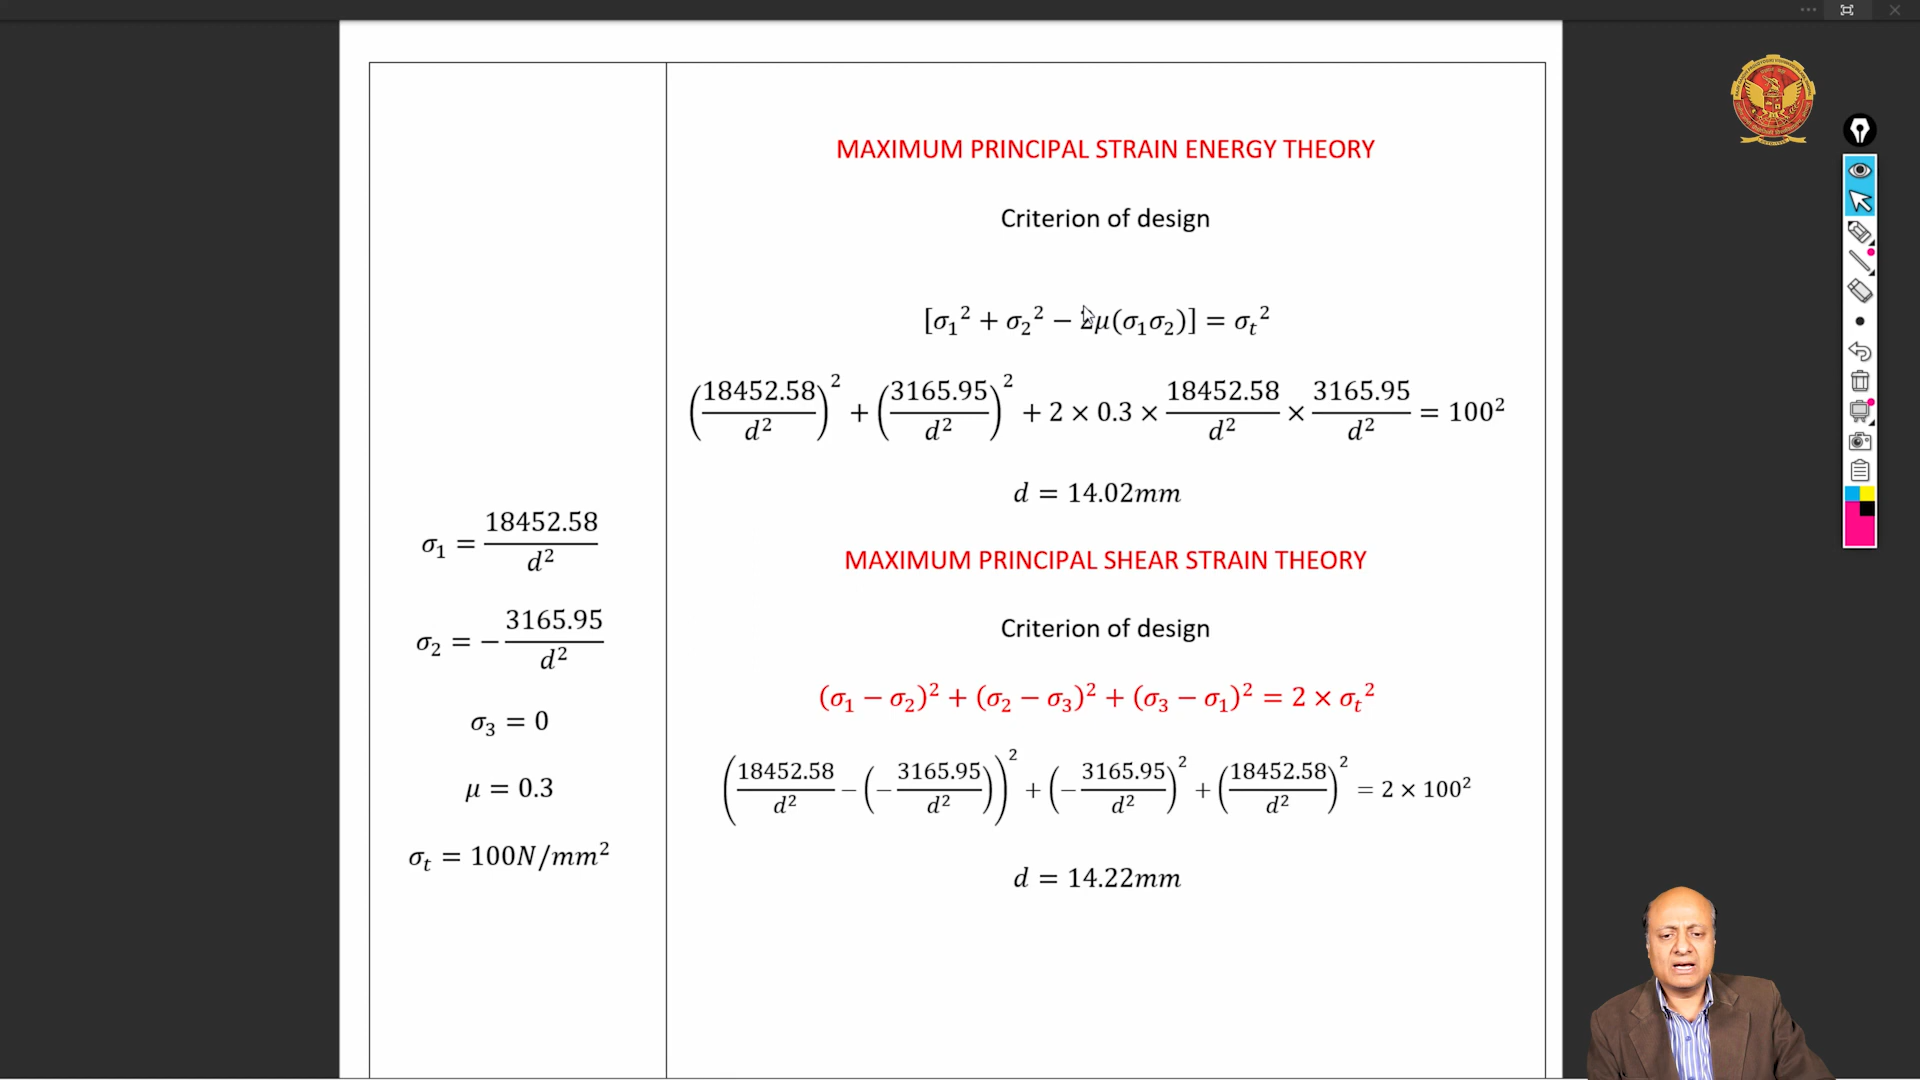 MAXIMUM PRINCIPAL STRAIN ENERGY THEORY
Criterion of design
[σ₁² + σ₂² − 2μ(σ₁σ₂)] = σₜ²
(18452.58/d²)² + (3165.95/d²)² + 2 × 0.3 × 18452.58/d² × 3165.95/d² = 100²
d = 14.02mm
MAXIMUM PRINCIPAL SHEAR STRAIN THEORY
Criterion of design
(σ₁ − σ₂)² + (σ₂ − σ₃)² + (σ₃ − σ₁)² = 2 × σₜ²
(18452.58/d² − (−3165.95/d²))² + (−3165.95/d²)² + (18452.58/d²)² = 2 × 100²
d = 14.22mm
σ₁ = 18452.58/d²
σ₂ = −3165.95/d²
σ₃ = 0
μ = 0.3
σₜ = 100N/mm²